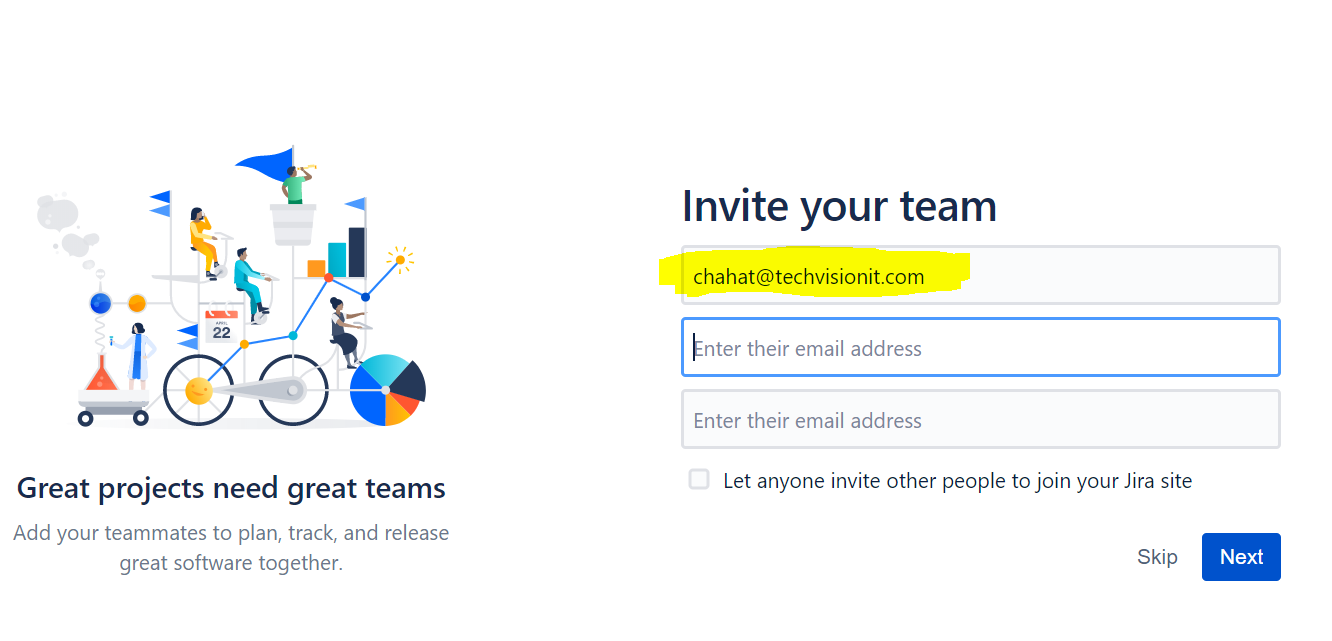 Invite your team
chahat@techvisionit.com
Enter their email address
Enter their email address
Let anyone invite other people to join your Jira site
Skip
Next
APRIL
22
Great projects need great teams
Add your teammates to plan, track, and release
great software together.